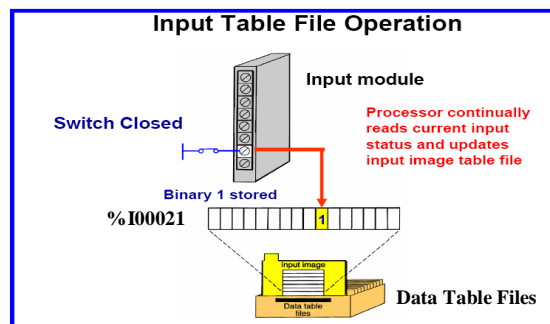 Input Table File Operation
Input module
Switch Closed
Processor continually
reads current input
status and updates
input image table file
Binary 1 stored
%I00021
1
Input image
Data table
files
Data Table Files